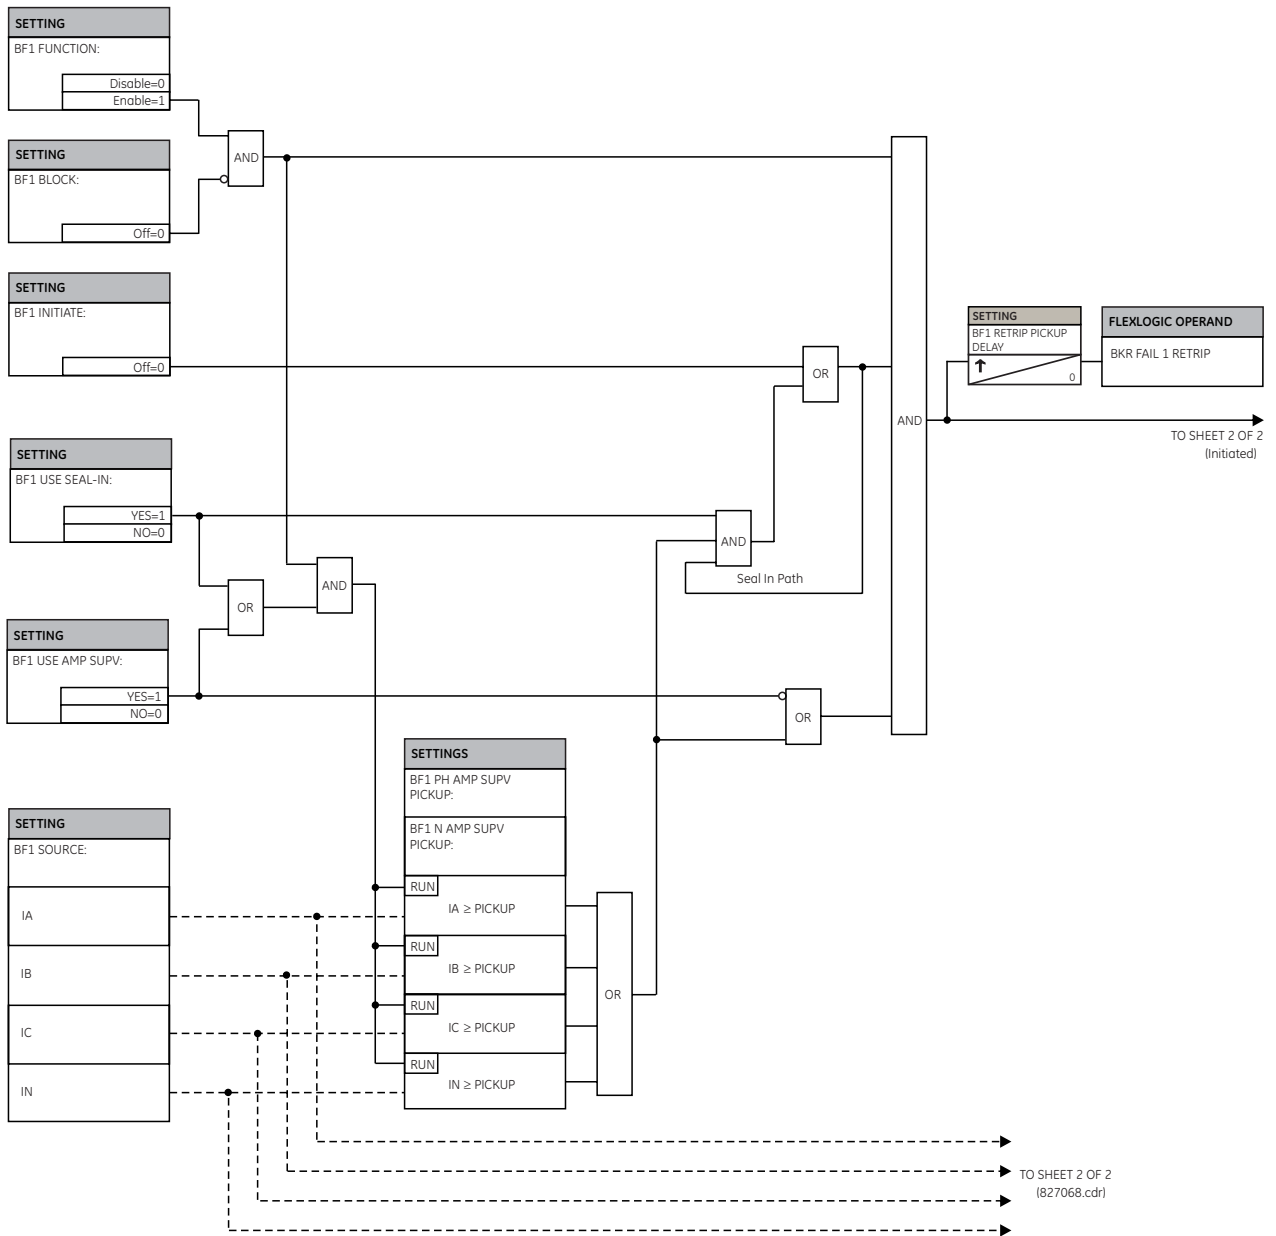 SETTING
BF1 FUNCTION:
Disable=0
Enable=1
AND
SETTING
BF1 BLOCK:
Off=0
SETTING
BF1 INITIATE:
Off=0
OR
AND
SETTING
BF1 RETRIP PICKUP
DELAY
0
FLEXLOGIC OPERAND
BKR FAIL 1 RETRIP
TO SHEET 2 OF 2
(Initiated)
SETTING
BF1 USE SEAL-IN:
YES=1
NO=0
AND
Seal In Path
OR
AND
SETTING
BF1 USE AMP SUPV:
YES=1
NO=0
OR
SETTINGS
BF1 PH AMP SUPV
PICKUP:
BF1 N AMP SUPV
PICKUP:
RUN
IA ≥ PICKUP
RUN
IB ≥ PICKUP
RUN
IC ≥ PICKUP
RUN
IN ≥ PICKUP
OR
SETTING
BF1 SOURCE:
IA
IB
IC
IN
TO SHEET 2 OF 2
(827068.cdr)